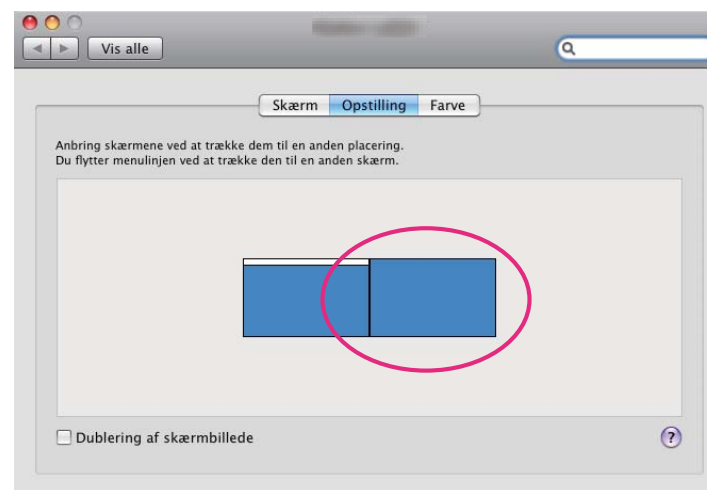 Vis alle
Skærm Opstilling Farve
Anbring skærmene ved at trække dem til en anden placering.
Du flytter menulinjen ved at trække den til en anden skærm.
Dublering af skærmbillede
?